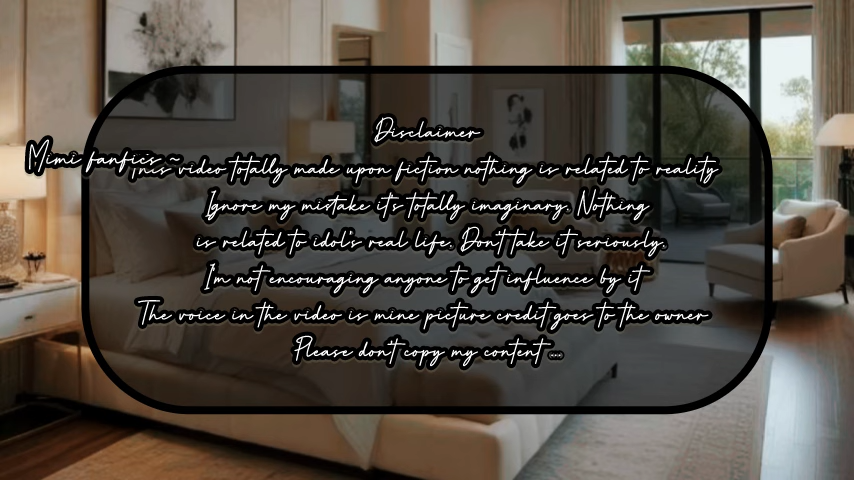 Disclaimer
Mimi fanfics ~
This video totally made upon fiction nothing is related to reality
Ignore my mistake it's totally imaginary. Nothing
is related to idol's real life. Don't take it seriously.
I'm not encouraging anyone to get influence by it
The voice in the video is mine picture credit goes to the owner
Please don't copy my content ...